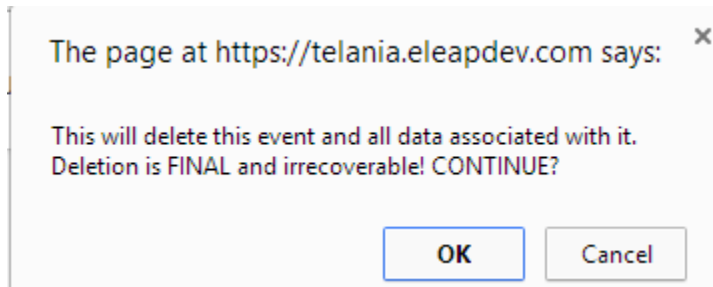 The page at https://telania.eleapdev.com says:
This will delete this event and all data associated with it.
Deletion is FINAL and irrecoverable! CONTINUE?
OK
Cancel